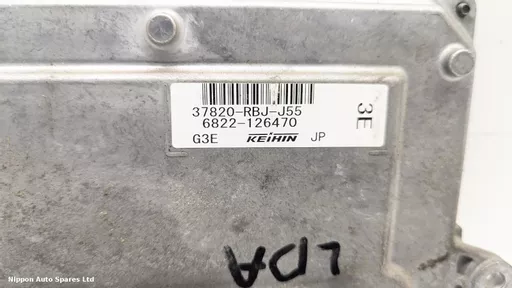 37820-RBJ-J55
6822-126470
3E
G3E KEIHIN JP
LDA
Nippon Auto Spares Ltd